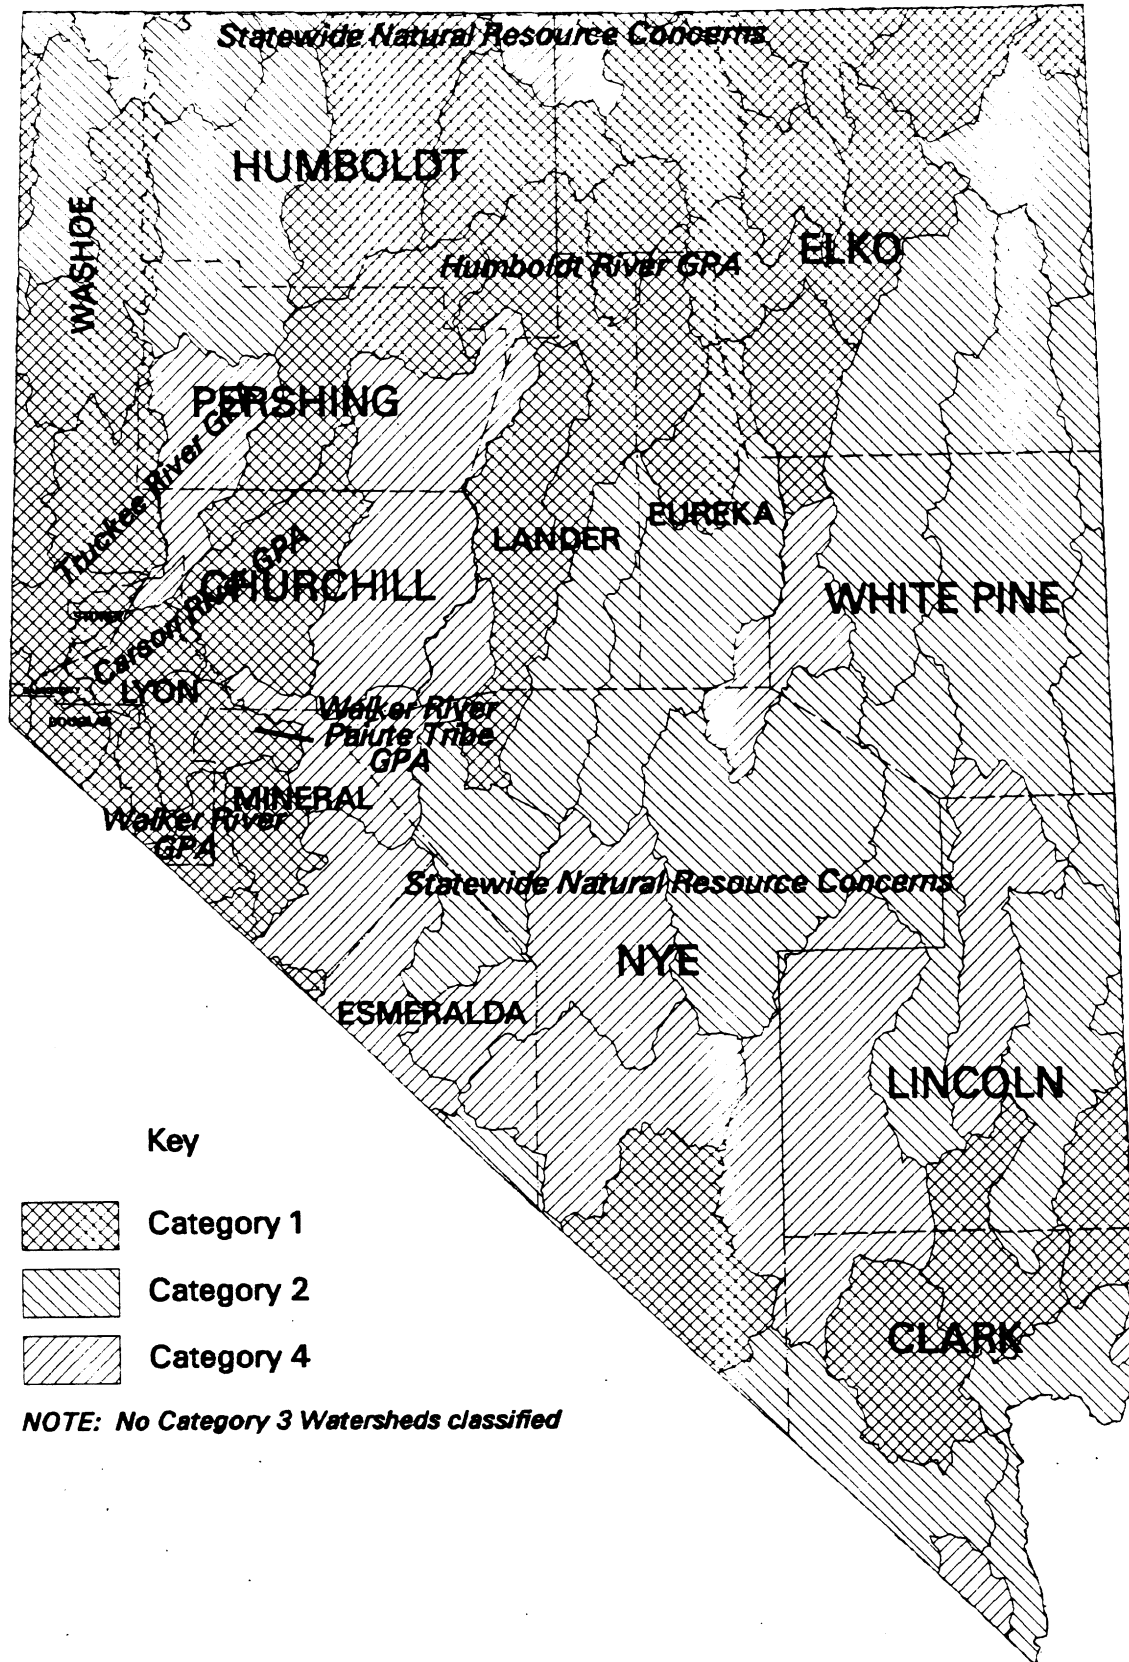 Statewide Natural Resource Concerns
HUMBOLDT
WASHOE
ELKO
Humboldt River GPA
PERSHING
Truckee River GPA
EUREKA
LANDER
Carson River GPA
CHURCHILL
WHITE PINE
STOREY
LYON
DOUGLAS
Walker River
Paiute Tribe
GPA
MINERAL
Walker River
GPA
Statewide Natural Resource Concerns
NYE
ESMERALDA
LINCOLN
CLARK
Key
Category 1
Category 2
Category 4
NOTE: No Category 3 Watersheds classified